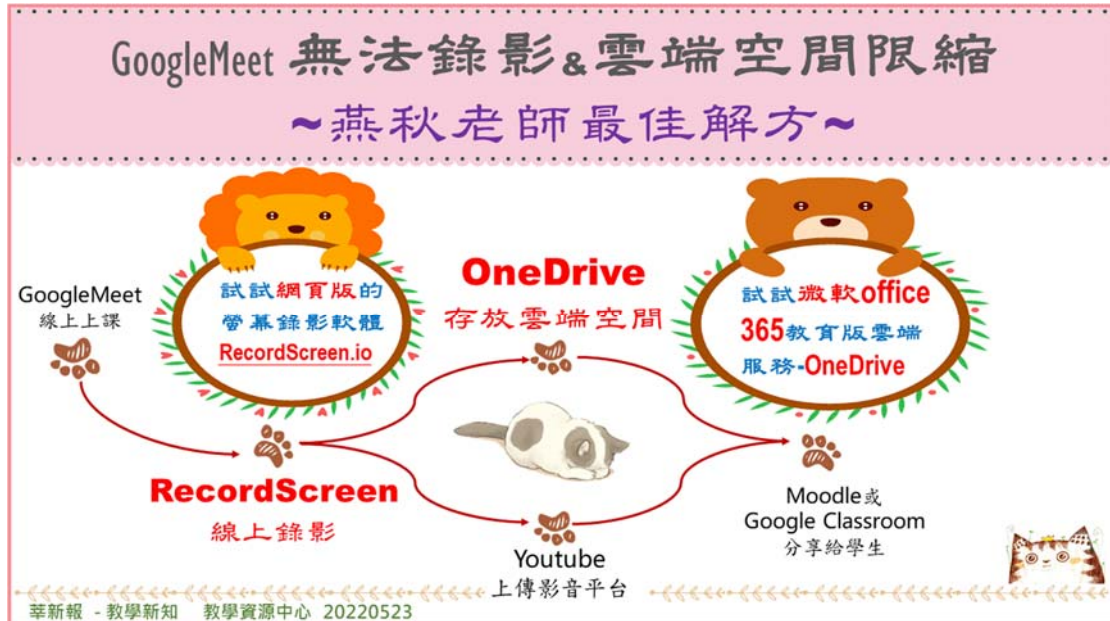 GoogleMeet 無法錄影&雲端空間限縮
~燕秋老師最佳解方~
GoogleMeet
線上上課
試試網頁版的
螢幕錄影軟體
RecordScreen.io
RecordScreen
線上錄影
OneDrive
存放雲端空間
Youtube
上傳影音平台
試試微軟office
365教育版雲端
服務-OneDrive
Moodle或
Google Classroom
分享給學生
莘新報 - 教學新知 教學資源中心 20220523